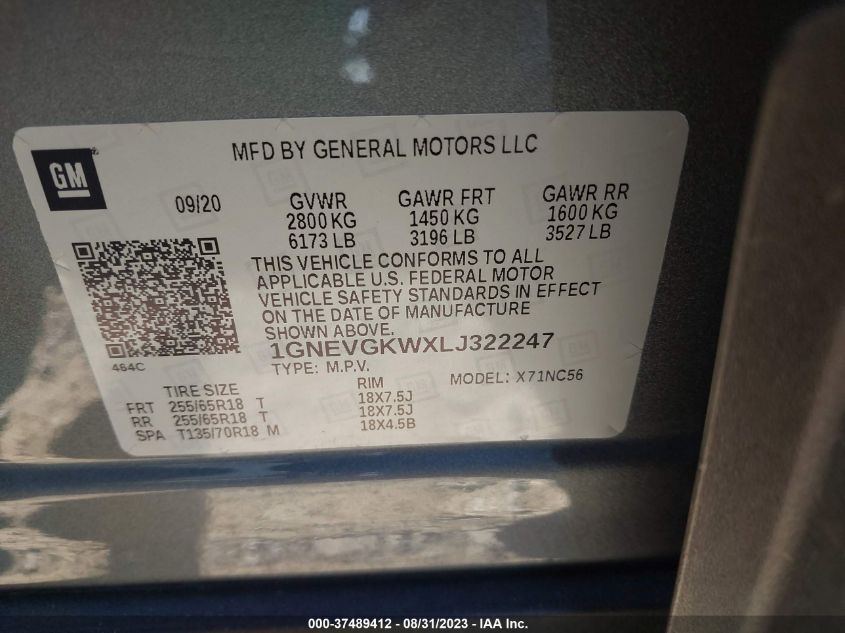 GM
MFD BY GENERAL MOTORS LLC
09/20
GVWR GAWR FRT GAWR RR
2800 KG 1450 KG 1600 KG
6173 LB 3196 LB 3527 LB
THIS VEHICLE CONFORMS TO ALL
APPLICABLE U.S. FEDERAL MOTOR
VEHICLE SAFETY STANDARDS IN EFFECT
ON THE DATE OF MANUFACTURE
SHOWN ABOVE.
464C
1GNEVGKWXLJ322247
TYPE: M.P.V. MODEL: X71NC56
TIRE SIZE RIM
FRT 255/65R18 T 18X7.5J
RR 255/65R18 T 18X7.5J
SPA T135/70R18 M 18X4.5B
000-37489412 - 08/31/2023 - IAA Inc.